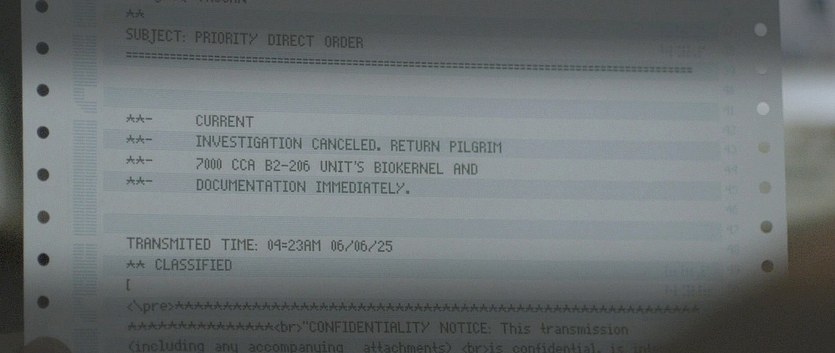 **
SUBJECT: PRIORITY DIRECT ORDER
================================================================================
**- CURRENT
**- INVESTIGATION CANCELED. RETURN PILGRIM
**- 7000 CCA B2-206 UNIT'S BIOKERNEL AND
**- DOCUMENTATION IMMEDIATELY.
TRANSMITED TIME: 04=23AM 06/06/25
** CLASSIFIED
[
<\pre>******************************************************************
***************<br>"CONFIDENTIALITY NOTICE: This transmission
(including any accompanying attachments) <br>is confidential, is